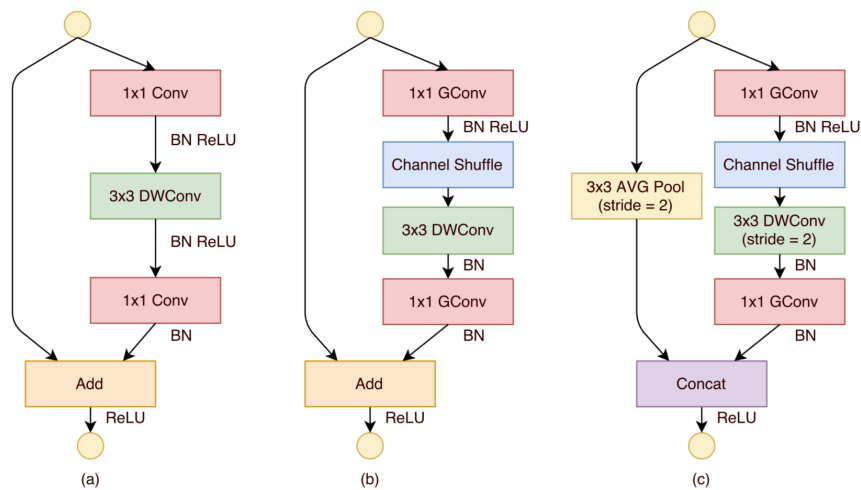 1x1 Conv
BN ReLU
3x3 DWConv
BN ReLU
1x1 Conv
BN
Add
ReLU
(a)
1x1 GConv
BN ReLU
Channel Shuffle
3x3 DWConv
BN
1x1 GConv
BN
Add
ReLU
(b)
3x3 AVG Pool
(stride = 2)
1x1 GConv
BN ReLU
Channel Shuffle
3x3 DWConv
(stride = 2)
BN
1x1 GConv
BN
Concat
ReLU
(c)